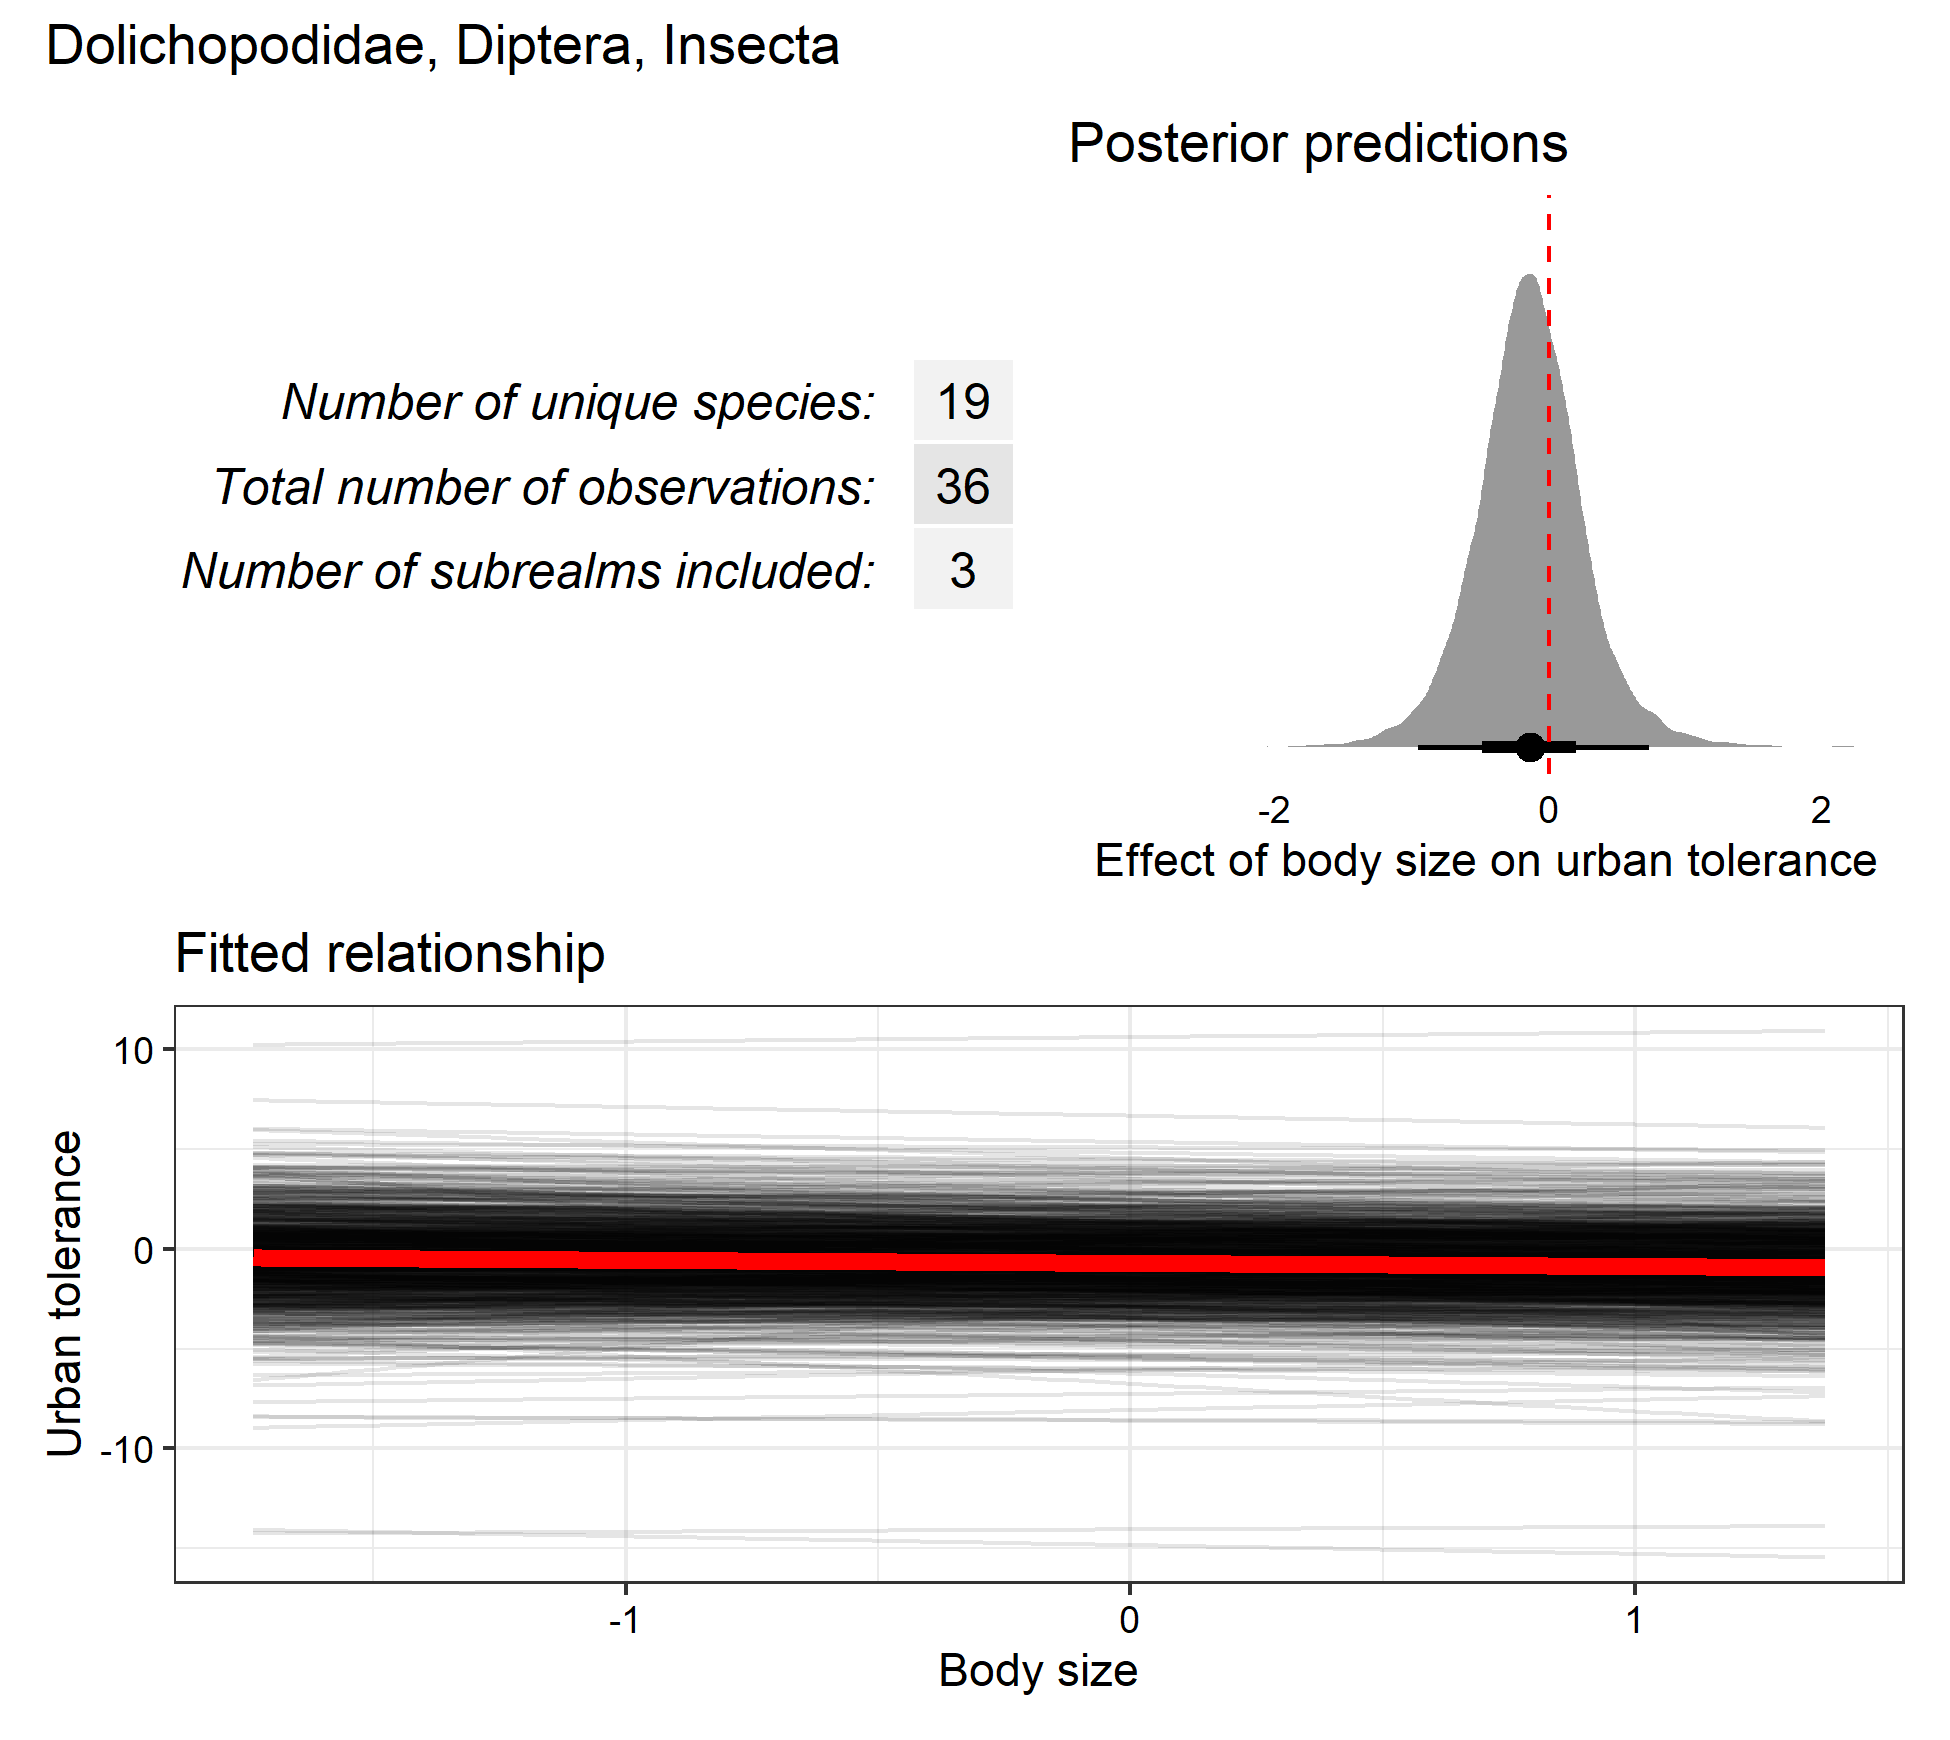 Dolichopodidae, Diptera, Insecta
Posterior predictions
Number of unique species: 19
Total number of observations: 36
Number of subrealms included: 3
-2 0 2
Effect of body size on urban tolerance
Fitted relationship
Urban tolerance
10
0
-10
-1 0 1
Body size